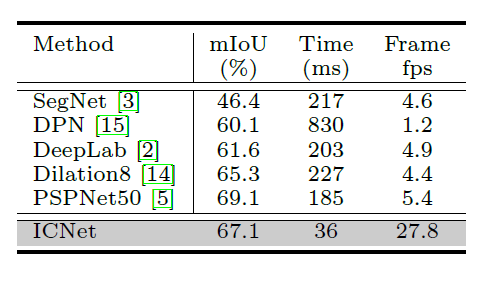 Method mIoU Time Frame
(%) (ms) fps
SegNet [3] 46.4 217 4.6
DPN [15] 60.1 830 1.2
DeepLab [2] 61.6 203 4.9
Dilation8 [14] 65.3 227 4.4
PSPNet50 [5] 69.1 185 5.4
ICNet 67.1 36 27.8